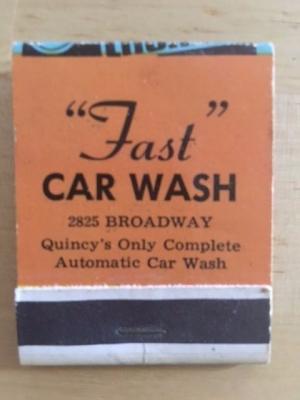 "Fast"
CAR WASH
2825 BROADWAY
Quincy's Only Complete
Automatic Car Wash